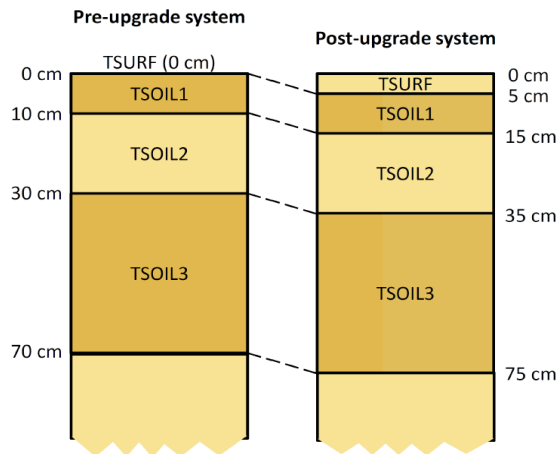 Pre-upgrade system
TSURF (0 cm)
0 cm
TSOIL1
10 cm
TSOIL2
30 cm
TSOIL3
70 cm
Post-upgrade system
0 cm
TSURF
5 cm
TSOIL1
15 cm
TSOIL2
35 cm
TSOIL3
75 cm